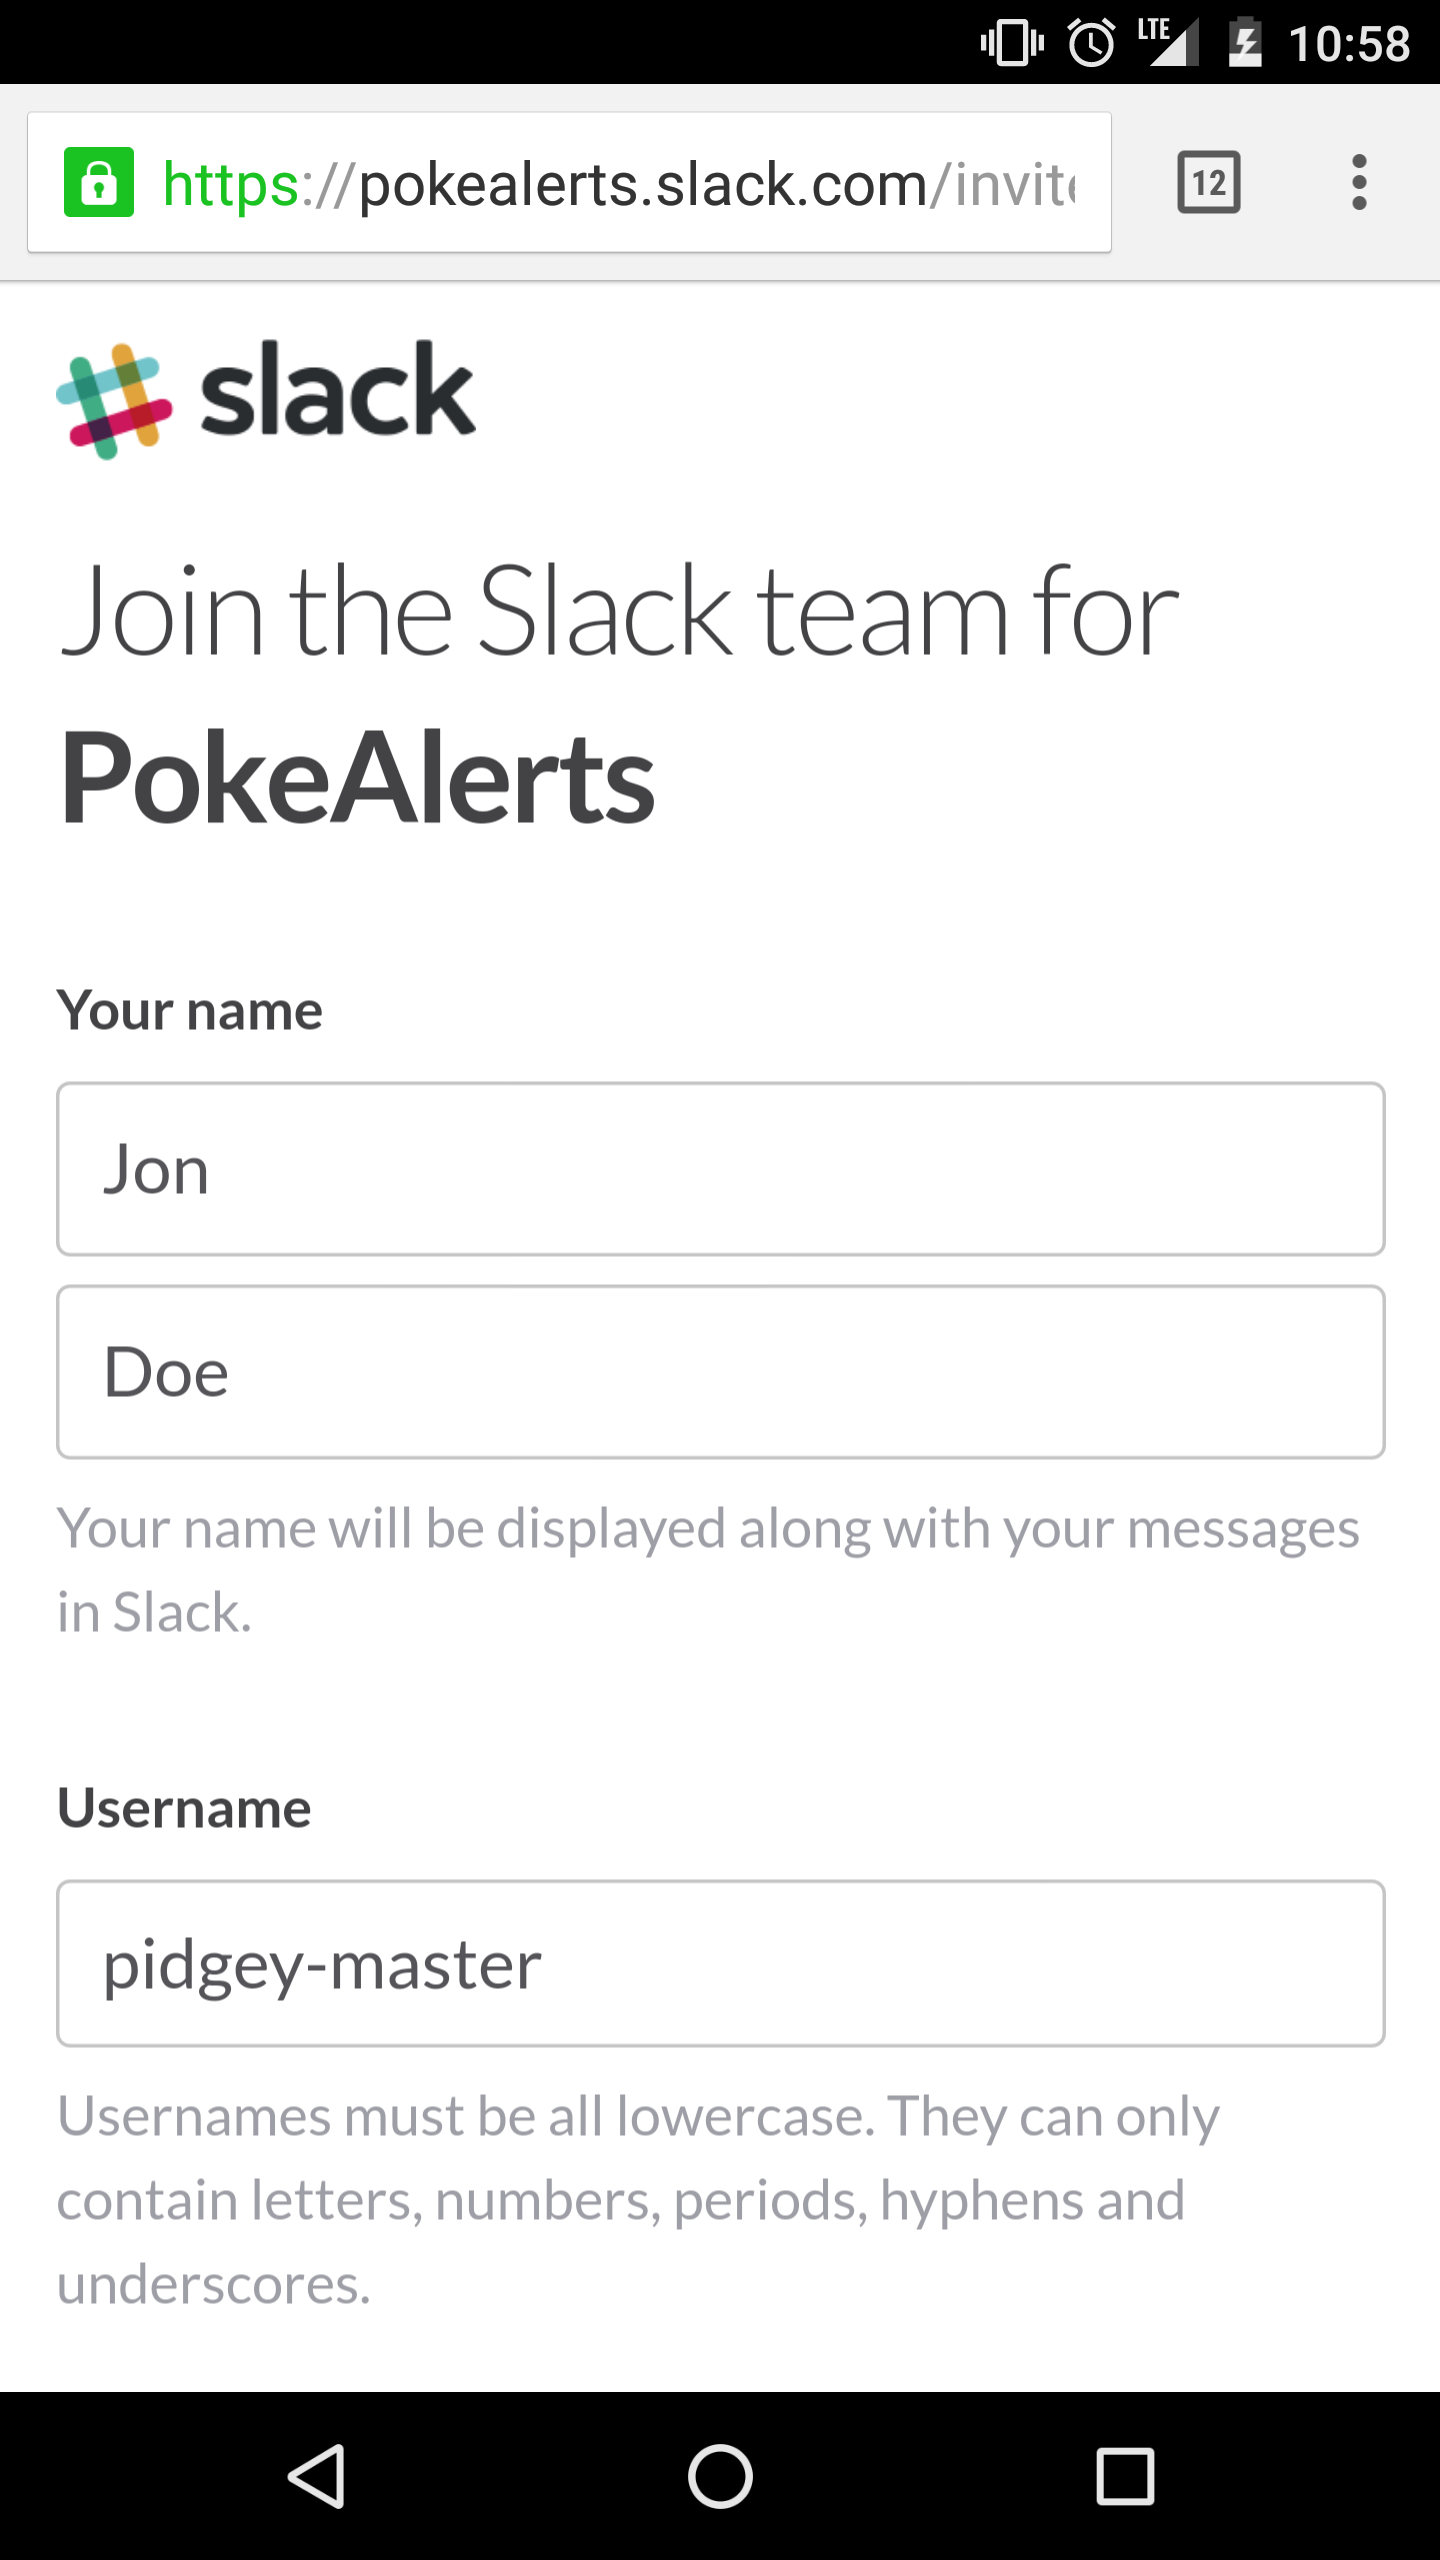 LTE 10:58
https://pokealerts.slack.com/invite
12
slack
Join the Slack team for
PokeAlerts
Your name
Jon
Doe
Your name will be displayed along with your messages
in Slack.
Username
pidgey-master
Usernames must be all lowercase. They can only
contain letters, numbers, periods, hyphens and
underscores.